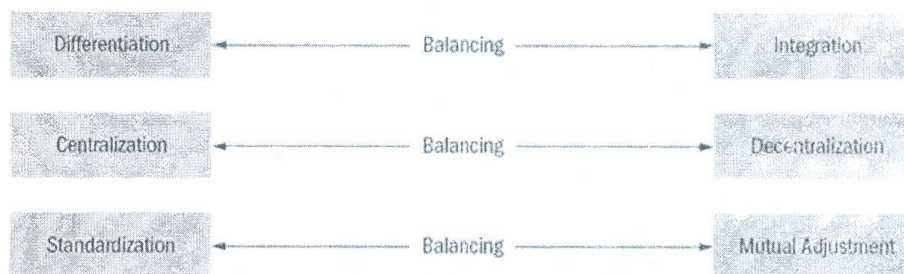 Differentiation Balancing Integration
Centralization Balancing Decentralization
Standardization Balancing Mutual Adjustment